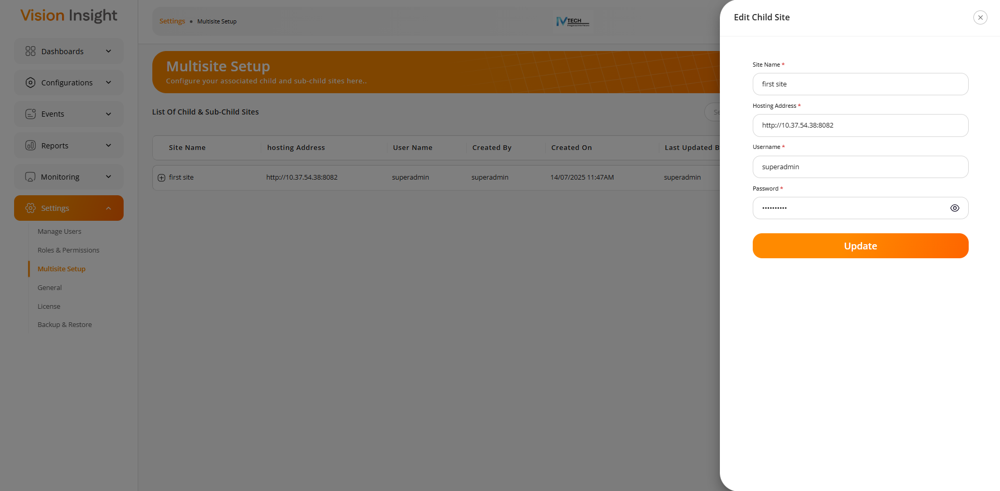 Vision Insight
Dashboards
Configurations
Events
Reports
Monitoring
Settings
Manage Users
Roles & Permissions
Multisite Setup
General
License
Backup & Restore
Settings • Multisite Setup
IV TECH
Multisite Setup
Configure your associated child and sub-child sites here..
List Of Child & Sub-Child Sites
Se
Site Name hosting Address User Name Created By Created On Last Updated B
first site http://10.37.54.38:8082 superadmin superadmin 14/07/2025 11:47AM superadmin
Edit Child Site
Site Name *
first site
Hosting Address *
http://10.37.54.38:8082
Username *
superadmin
Password *
••••••••••
Update